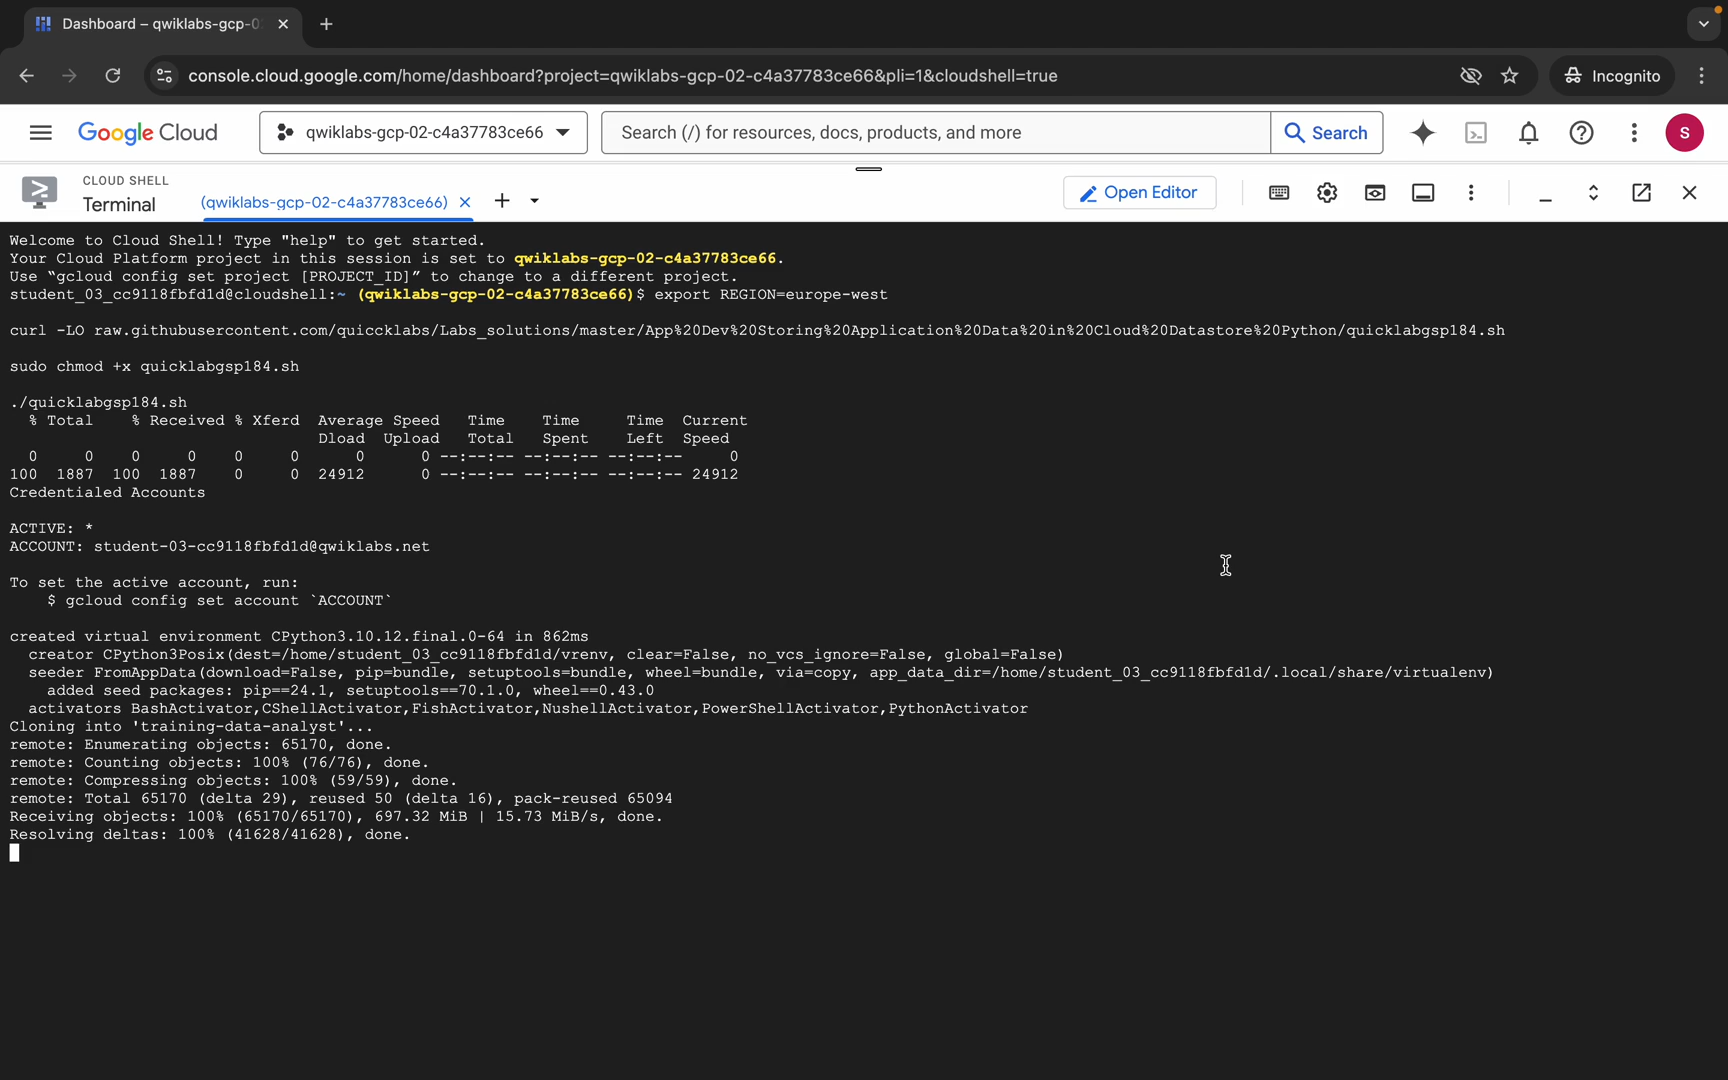 Dashboard – qwiklabs-gcp-0
console.cloud.google.com/home/dashboard?project=qwiklabs-gcp-02-c4a37783ce66&pli=1&cloudshell=true
Incognito
Google Cloud
qwiklabs-gcp-02-c4a37783ce66
Search (/) for resources, docs, products, and more
Search
S
CLOUD SHELL
Terminal
(qwiklabs-gcp-02-c4a37783ce66)
Open Editor
Welcome to Cloud Shell! Type "help" to get started.
Your Cloud Platform project in this session is set to qwiklabs-gcp-02-c4a37783ce66.
Use “gcloud config set project [PROJECT_ID]” to change to a different project.
student_03_cc9118fbfd1d@cloudshell:~ (qwiklabs-gcp-02-c4a37783ce66)$ export REGION=europe-west
curl -LO raw.githubusercontent.com/quiccklabs/Labs_solutions/master/App%20Dev%20Storing%20Application%20Data%20in%20Cloud%20Datastore%20Python/quicklabgsp184.sh
sudo chmod +x quicklabgsp184.sh
./quicklabgsp184.sh
% Total % Received % Xferd Average Speed Time Time Time Current
Dload Upload Total Spent Left Speed
0 0 0 0 0 0 0 0 --:--:-- --:--:-- --:--:-- 0
100 1887 100 1887 0 0 24912 0 --:--:-- --:--:-- --:--:-- 24912
Credentialed Accounts
ACTIVE: *
ACCOUNT: student-03-cc9118fbfd1d@qwiklabs.net
To set the active account, run:
$ gcloud config set account `ACCOUNT`
created virtual environment CPython3.10.12.final.0-64 in 862ms
creator CPython3Posix(dest=/home/student_03_cc9118fbfd1d/vrenv, clear=False, no_vcs_ignore=False, global=False)
seeder FromAppData(download=False, pip=bundle, setuptools=bundle, wheel=bundle, via=copy, app_data_dir=/home/student_03_cc9118fbfd1d/.local/share/virtualenv)
added seed packages: pip==24.1, setuptools==70.1.0, wheel==0.43.0
activators BashActivator,CShellActivator,FishActivator,NushellActivator,PowerShellActivator,PythonActivator
Cloning into 'training-data-analyst'...
remote: Enumerating objects: 65170, done.
remote: Counting objects: 100% (76/76), done.
remote: Compressing objects: 100% (59/59), done.
remote: Total 65170 (delta 29), reused 50 (delta 16), pack-reused 65094
Receiving objects: 100% (65170/65170), 697.32 MiB | 15.73 MiB/s, done.
Resolving deltas: 100% (41628/41628), done.